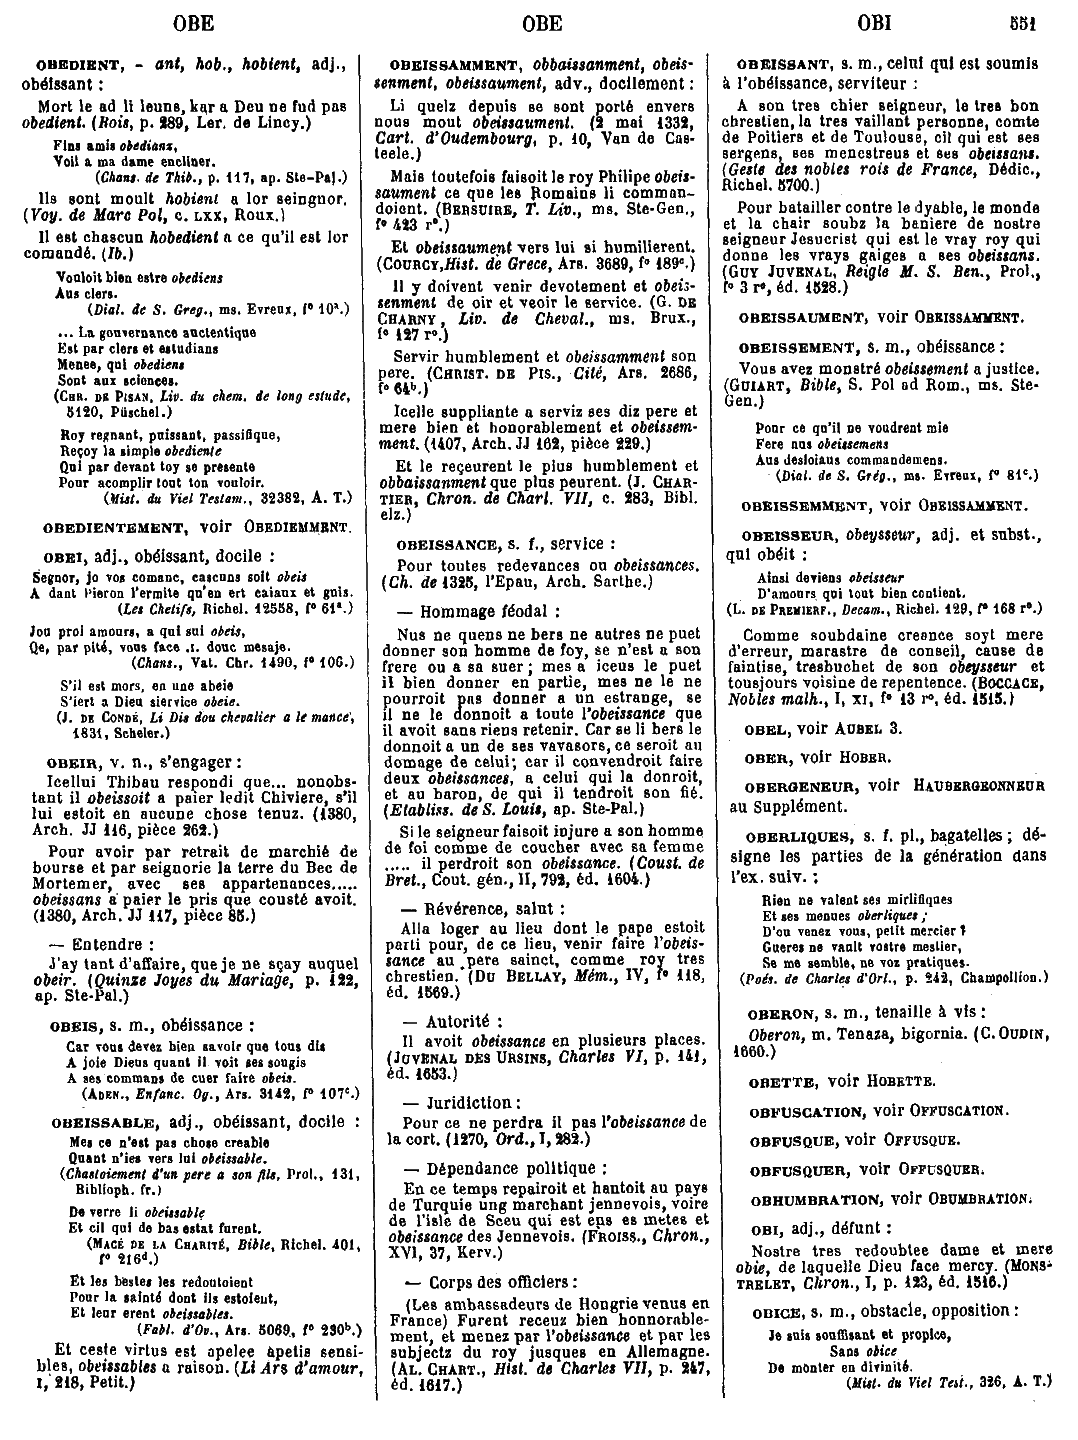 OBE
OBE
OBI
551
OBEDIENT, - ant, hob., hobient, adj.,
obéissant :
Mort le ad li leuns, kar a Deu ne fud pas
obedient. (Rois, p. 289, Ler. de Lincy.)
Fins amis obedianz,
Voil a ma dame encliner.
(Chans. de Thib., p. 117, ap. Ste-Pal.)
Ils sont moult hobient a lor seingnor.
(Voy. de Marc Pol, c. LXX, Roux.)
Il est chascun hobedient a ce qu'il est lor
comandé. (Ib.)
Vouloit bien estre obediens
Aus clers.
(Dial. de S. Greg., ms. Evreux, f° 10ª.)
... La gouvernance auctentique
Est par clers et estudians
Menee, qui obediens
Sont aux sciences.
(CHR. DE PISAN, Liv. du chem. de long estude,
5120, Püschel.)
Roy regnant, puissant, passifique,
Reçoy la simple obediente
Qui par devant toy se presente
Pour acomplir tout ton vouloir.
(Mist. du Viel Testam., 32382, A. T.)
OBEDIENTEMENT, voir OBEDIEMMENT.
OBEI, adj., obéissant, docile :
Segnor, jo vos comanc, cascuns soit obeis
A dant Pieron l'ermite qu'en ert caiaux et guis.
(Les Chetifs, Richel. 12558, f° 61ª.)
Jou proi amours, a qui sui obeis,
Qe, par pité, vous face .I. douc mesaje.
(Chans., Vat. Chr. 1490, f° 106.)
S'il est mors, en une abeie
S'iert a Dieu siervice obeie.
(J. DE CONDÉ, Li Dis dou chevalier a le mance,
1831, Scheler.)
OBEIR, v. n., s'engager :
Icellui Thibau respondi que... nonobs-
tant il obeissoit a paier ledit Chiviere, s'il
lui estoit en aucune chose tenuz. (1380,
Arch. JJ 116, pièce 262.)
Pour avoir par retrait de marchié de
bourse et par seignorie la terre du Bec de
Mortemer, avec ses appartenances.....
obeissans a paier le pris que cousté avoit.
(1380, Arch. JJ 117, pièce 85.)
— Entendre :
J'ay tant d'affaire, que je ne sçay auquel
obeir. (Quinze Joyes du Mariage, p. 122,
ap. Ste-Pal.)
OBEIS, s. m., obéissance :
Car vous devez bien savoir que tous dis
A joie Dieus quant il voit ses sougis
A ses commans de cuer faire obeis.
(ADEN., Enfanc. Og., Ars. 3142, f° 107ᶜ.)
OBEISSABLE, adj., obéissant, docile :
Mes ce n'est pas chose creable
Quant n'ies vers lui obeissable.
(Chastoiement d'un pere a son fils, Prol., 131,
Biblioph. fr.)
De verre li obeissable
Et cil qui de bas estat furent.
(MACÉ DE LA CHARITÉ, Bible, Richel. 401,
f° 216ᵈ.)
Et les bestes les redoutoient
Pour la sainté dont ils estoient,
Et leur erent obeissables.
(Fabl. d'Ov., Ars. 5069, f° 230ᵇ.)
Et ceste virtus est apelee apetis sensi-
bles, obeissables a raison. (Li Ars d'amour,
I, 218, Petit.)
OBEISSAMMENT, obbaissanment, obeis-
senment, obeissaument, adv., docilement :
Li quelz depuis se sont porté envers
nous mout obeissaument. (2 mai 1332,
Cart. d'Oudembourg, p. 10, Van de Cas-
teele.)
Mais toutefois faisoit le roy Philipe obeis-
saument ce que les Romains li comman-
doient. (BERSUIRE, T. Liv., ms. Ste-Gen.,
f° 423 r°.)
Et obeissaument vers lui si humilierent.
(COURCY, Hist. de Grece, Ars. 3689, f° 189ᶜ.)
Il y doivent venir devotement et obeis-
senment de oir et veoir le service. (G. DE
CHARNY, Liv. de Cheval., ms. Brux.,
f° 127 r°.)
Servir humblement et obeissamment son
pere. (CHRIST. DE PIS., Cité, Ars. 2686,
f° 64ᵇ.)
Icelle suppliante a serviz ses diz pere et
mere bien et honorablement et obeissem-
ment. (1407, Arch. JJ 162, pièce 229.)
Et le reçeurent le plus humblement et
obbaissanment que plus peurent. (J. CHAR-
TIER, Chron. de Charl. VII, c. 283, Bibl.
elz.)
OBEISSANCE, s. f., service :
Pour toutes redevances ou obeissances.
(Ch. de 1325, l'Epau, Arch. Sarthe.)
— Hommage féodal :
Nus ne quens ne bers ne autres ne puet
donner son homme de foy, se n'est a son
frere ou a sa suer ; mes a iceus le puet
il bien donner en partie, mes ne le ne
pourroit pas donner a un estrange, se
il ne le donnoit a toute l'obeissance que
il avoit sans riens retenir. Car se li bers le
donnoit a un de ses vavasors, ce seroit au
domage de celui ; car il convendroit faire
deux obeissances, a celui qui la donroit,
et au baron, de qui il tendroit son fié.
(Etabliss. de S. Louis, ap. Ste-Pal.)
Si le seigneur faisoit injure a son homme
de foi comme de coucher avec sa femme
..... il perdroit son obeissance. (Coust. de
Bret., Cout. gén., II, 792, éd. 1604.)
— Révérence, salut :
Alla loger au lieu dont le pape estoit
parti pour, de ce lieu, venir faire l'obeis-
sance au pere sainct, comme roy tres
chrestien. (DU BELLAY, Mém., IV, f° 118,
éd. 1569.)
— Autorité :
Il avoit obeissance en plusieurs places.
(JUVENAL DES URSINS, Charles VI, p. 141,
éd. 1653.)
— Juridiction :
Pour ce ne perdra il pas l'obeissance de
la cort. (1270, Ord., I, 282.)
— Dépendance politique :
En ce temps repairoit et hantoit au pays
de Turquie ung marchant jennevois, voire
de l'isle de Sceu qui est ens es metes et
obeissance des Jennevois. (FROISS., Chron.,
XVI, 37, Kerv.)
— Corps des officiers :
(Les ambassadeurs de Hongrie venus en
France) Furent receuz bien honnorable-
ment, et menez par l'obeissance et par les
subjectz du roy jusques en Allemagne.
(AL. CHART., Hist. de Charles VII, p. 247,
éd. 1617.)
OBEISSANT, s. m., celui qui est soumis
à l'obéissance, serviteur :
A son tres chier seigneur, le tres bon
chrestien, la tres vaillant personne, comte
de Poitiers et de Toulouse, cil qui est ses
sergens, ses menestreus et ses obeissans.
(Geste des nobles rois de France, Dédic.,
Richel. 5700.)
Pour batailler contre le dyable, le monde
et la chair soubz la baniere de nostre
seigneur Jesucrist qui est le vray roy qui
donne les vrays gaiges a ses obeissans.
(GUY JUVENAL, Reigle M. S. Ben., Prol.,
f° 3 r°, éd. 1528.)
OBEISSAUMENT, voir OBEISSAMMENT.
OBEISSEMENT, s. m., obéissance :
Vous avez monstré obeissement a justice.
(GUIART, Bible, S. Pol ad Rom., ms. Ste-
Gen.)
Pour ce qu'il ne voudrent mie
Fere nus obeissemens
Aus desloiaus commandemens.
(Dial. de S. Grég., ms. Evreux, f° 81ᶜ.)
OBEISSEMMENT, voir OBEISSAMMENT.
OBEISSEUR, obeysseur, adj. et subst.,
qui obéit :
Ainsi deviens obeisseur
D'amours qui tout bien contient.
(L. DE PREMIERF., Decam., Richel. 129, f° 168 r°.)
Comme soubdaine creance soyt mere
d'erreur, marastre de conseil, cause de
faintise, tresbuchet de son obeysseur et
tousjours voisine de repentence. (BOCCACE,
Nobles malh., I, XI, f° 13 r°, éd. 1515.)
OBEL, voir AUBEL 3.
OBER, voir HOBER.
OBERGENEUR, voir HAUBERGEONNEUR
au Supplément.
OBERLIQUES, s. f. pl., bagatelles ; dé-
signe les parties de la génération dans
l'ex. suiv. :
Rien ne valent ses mirlifiques
Et ses menues oberliques ;
D'ou venez vous, petit mercier ?
Gueres ne vault vostre mestier,
Se me semble, ne voz pratiques.
(Poés. de Charles d'Orl., p. 242, Champollion.)
OBERON, s. m., tenaille à vis :
Oberon, m. Tenaza, bigornia. (C. OUDIN,
1660.)
OBETTE, voir HOBETTE.
OBFUSCATION, voir OFFUSCATION.
OBFUSQUE, voir OFFUSQUE.
OBFUSQUER, voir OFFUSQUER.
OBHUMBRATION, voir OBUMBRATION.
OBI, adj., défunt :
Nostre tres redoubtee dame et mere
obie, de laquelle Dieu face mercy. (MONS-
TRELET, Chron., I, p. 123, éd. 1516.)
OBICE, s. m., obstacle, opposition :
Je suis souffisant et propice,
Sans obice
De monter en divinité.
(Mist. du Viel Test., 326, A. T.)